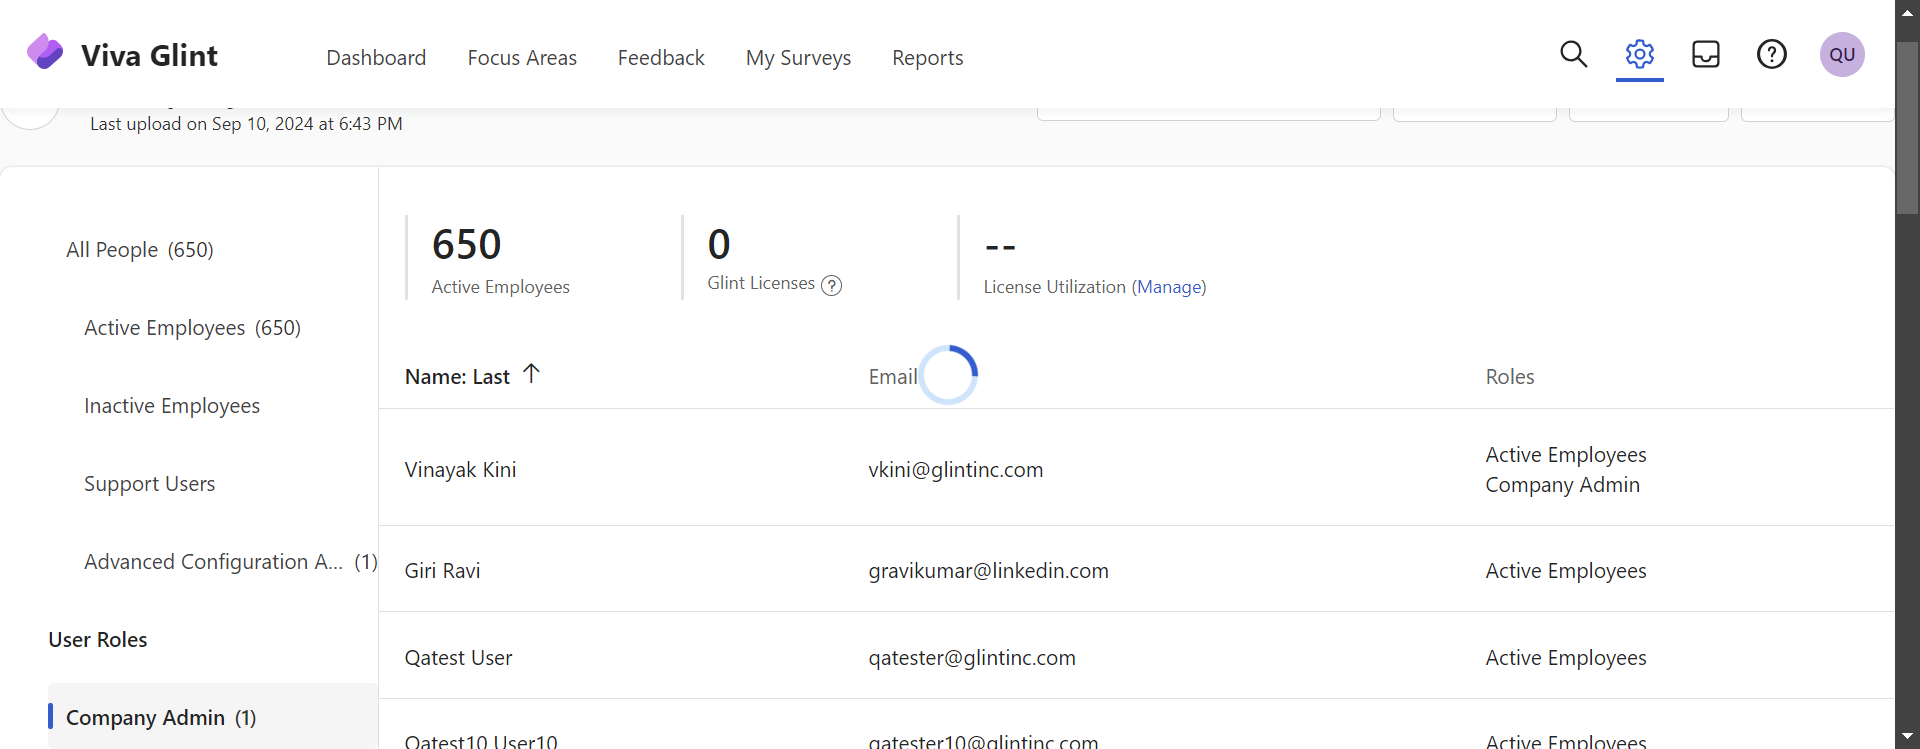 Viva Glint
Dashboard
Focus Areas
Feedback
My Surveys
Reports
QU
Last upload on Sep 10, 2024 at 6:43 PM
All People (650)
Active Employees (650)
Inactive Employees
Support Users
Advanced Configuration A... (1)
User Roles
Company Admin (1)
650
Active Employees
0
Glint Licenses ?
--
License Utilization (Manage)
Name: Last ↑
Email
Roles
Vinayak Kini
vkini@glintinc.com
Active Employees
Company Admin
Giri Ravi
gravikumar@linkedin.com
Active Employees
Qatest User
qatester@glintinc.com
Active Employees
Qatest10 User10
qatester10@glintinc.com
Active Employees